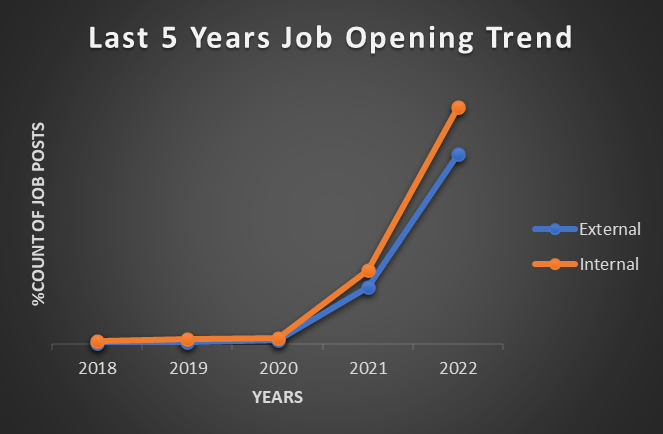 Last 5 Years Job Opening Trend
%COUNT OF JOB POSTS
External
Internal
2018 2019 2020 2021 2022
YEARS